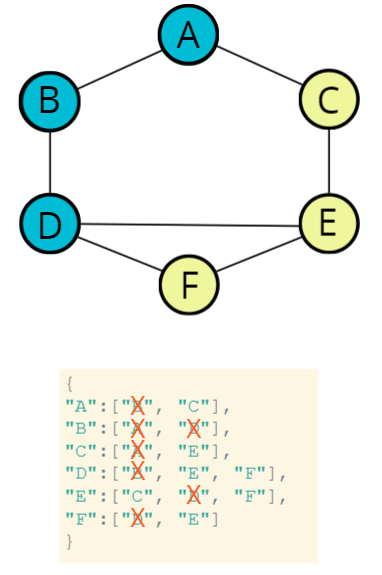 A
B
C
D
E
F
{
"A":["B", "C"],
"B":["A", "D"],
"C":["A", "E"],
"D":["B", "E", "F"],
"E":["C", "D", "F"],
"F":["D", "E"]
}